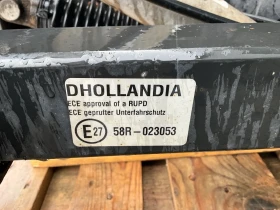 DHOLLANDIA
ECE approval of a RUPD
ECE geprufter Unterfahrschutz
E27 58R-023053